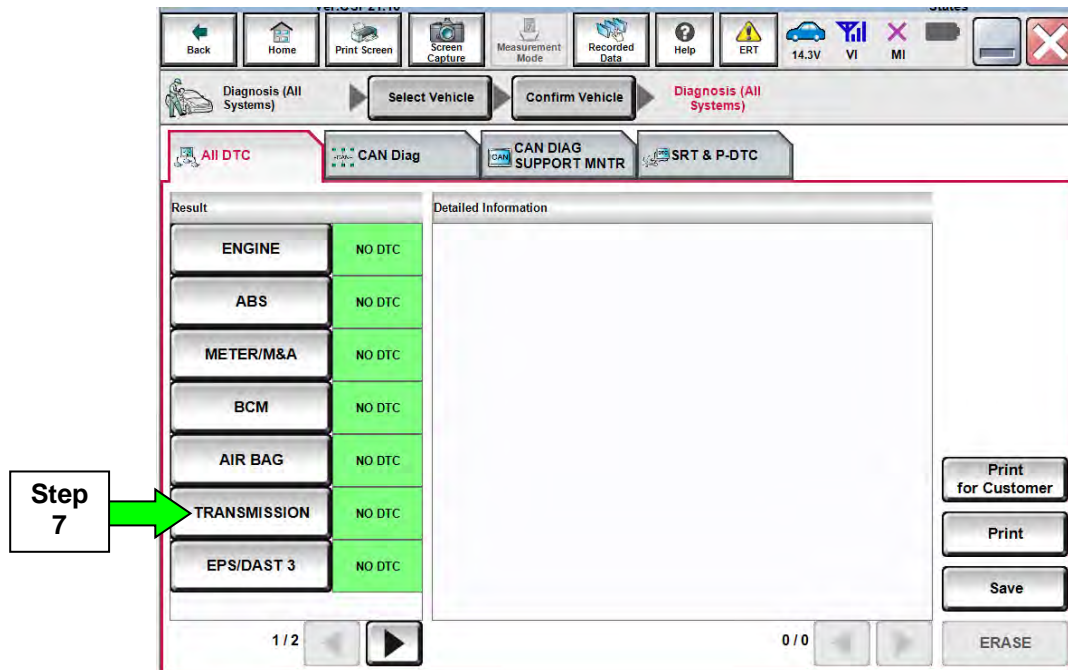 Back
Home
Print Screen
Screen
Capture
Measurement
Mode
Recorded
Data
Help
ERT
14.3V
VI
MI
Diagnosis (All
Systems)
Select Vehicle
Confirm Vehicle
Diagnosis (All
Systems)
All DTC
CAN Diag
CAN
CAN DIAG
SUPPORT MNTR
SRT & P-DTC
Result
Detailed Information
ENGINE NO DTC
ABS NO DTC
METER/M&A NO DTC
BCM NO DTC
AIR BAG NO DTC
TRANSMISSION NO DTC
EPS/DAST 3 NO DTC
Step
7
Print
for Customer
Print
Save
1 / 2
0 / 0
ERASE